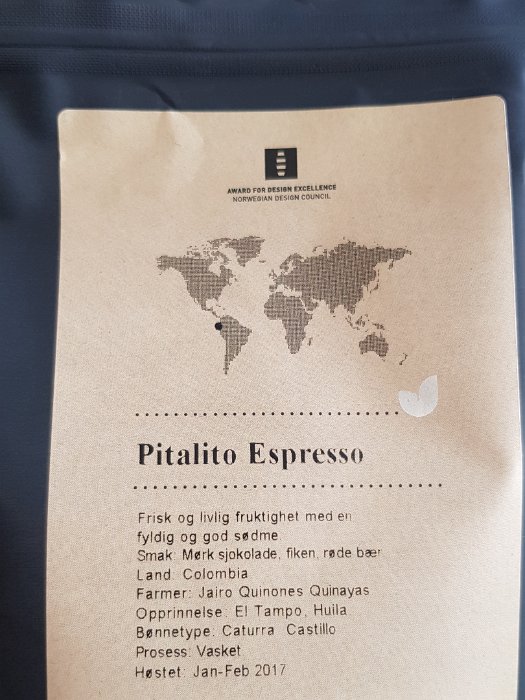 AWARD FOR DESIGN EXCELLENCE
NORWEGIAN DESIGN COUNCIL
Pitalito Espresso
Frisk og livlig fruktighet med en
fyldig og god sødme.
Smak: Mørk sjokolade, fiken, røde bær
Land: Colombia
Farmer: Jairo Quinones Quinayas
Opprinnelse: El Tampo, Huila
Bønnetype: Caturra Castillo
Prosess: Vasket
Høstet: Jan-Feb 2017